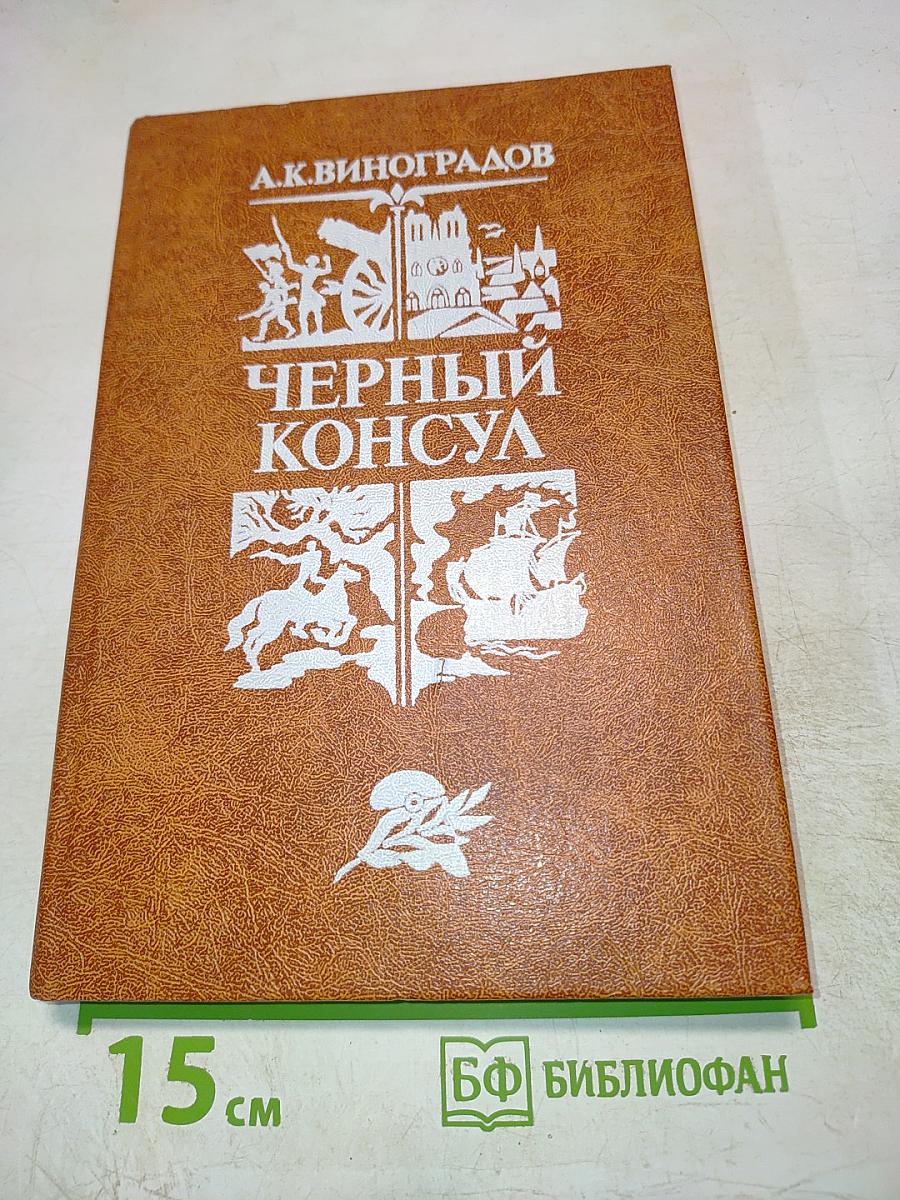 А.К.ВИНОГРАДОВ
ЧЕРНЫЙ
КОНСУЛ
15 см
БФ БИБЛИОФАН